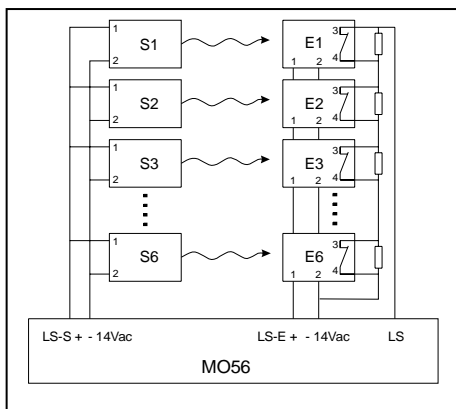 1 S1 E1 3
2 1 2 4
1 S2 E2 3
2 1 2 4
1 S3 E3 3
2 1 2 4
1 S6 E6 3
2 1 2 4
LS-S + - 14Vac LS-E + - 14Vac LS
MO56